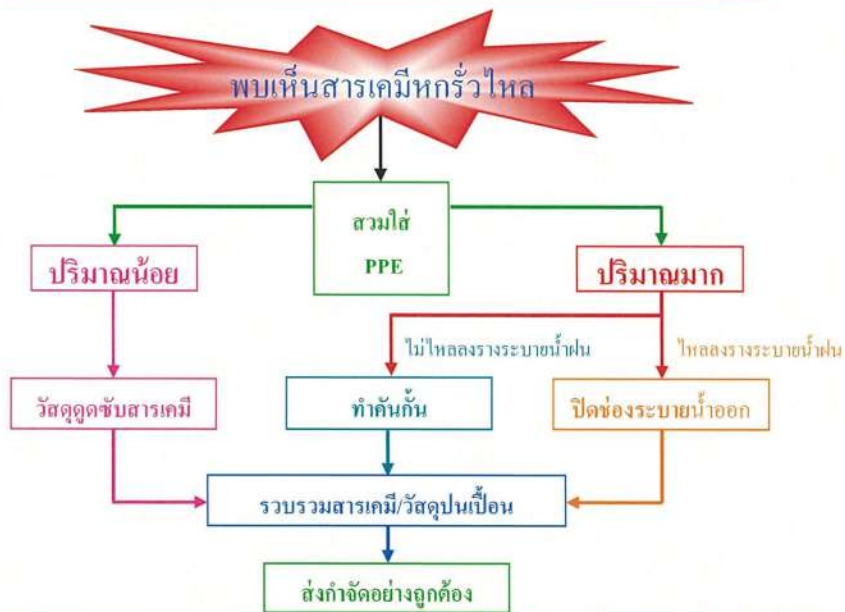 พบเห็นสารเคมีหกรั่วไหล
สวมใส่
PPE
ปริมาณน้อย
ปริมาณมาก
ไม่ไหลลงรางระบายน้ำฝน
ไหลลงรางระบายน้ำฝน
วัสดุดูดซับสารเคมี
ทำคันกั้น
ปิดช่องระบายน้ำออก
รวบรวมสารเคมี/วัสดุปนเปื้อน
ส่งกำจัดอย่างถูกต้อง